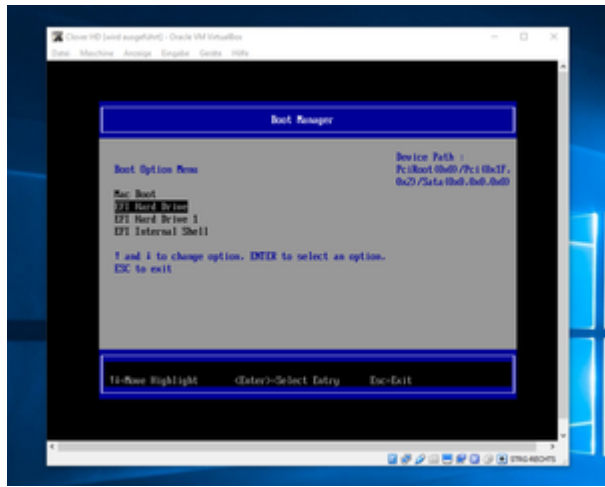 Clover HD [wird ausgeführt] - Oracle VM VirtualBox
Datei Maschine Anzeige Eingabe Geräte Hilfe
Boot Manager
Boot Option Menu
Mac Boot
EFI Hard Drive
EFI Hard Drive 1
EFI Internal Shell
↑ and ↓ to change option. ENTER to select an option.
ESC to exit
Device Path :
PciRoot(0x0)/Pci(0x1F,
0x2)/Sata(0x0,0x0,0x0)
↑↓=Move Highlight <Enter>=Select Entry Esc=Exit
STRG-RECHTS